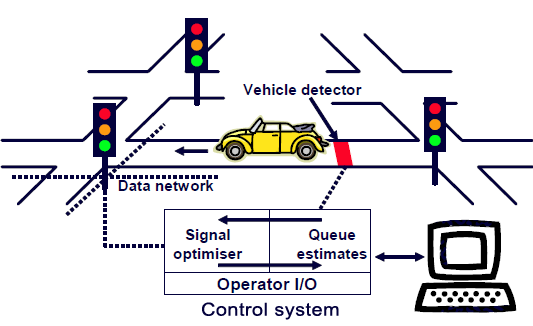 Vehicle detector
Data network
Signal
optimiser
Queue
estimates
Operator I/O
Control system